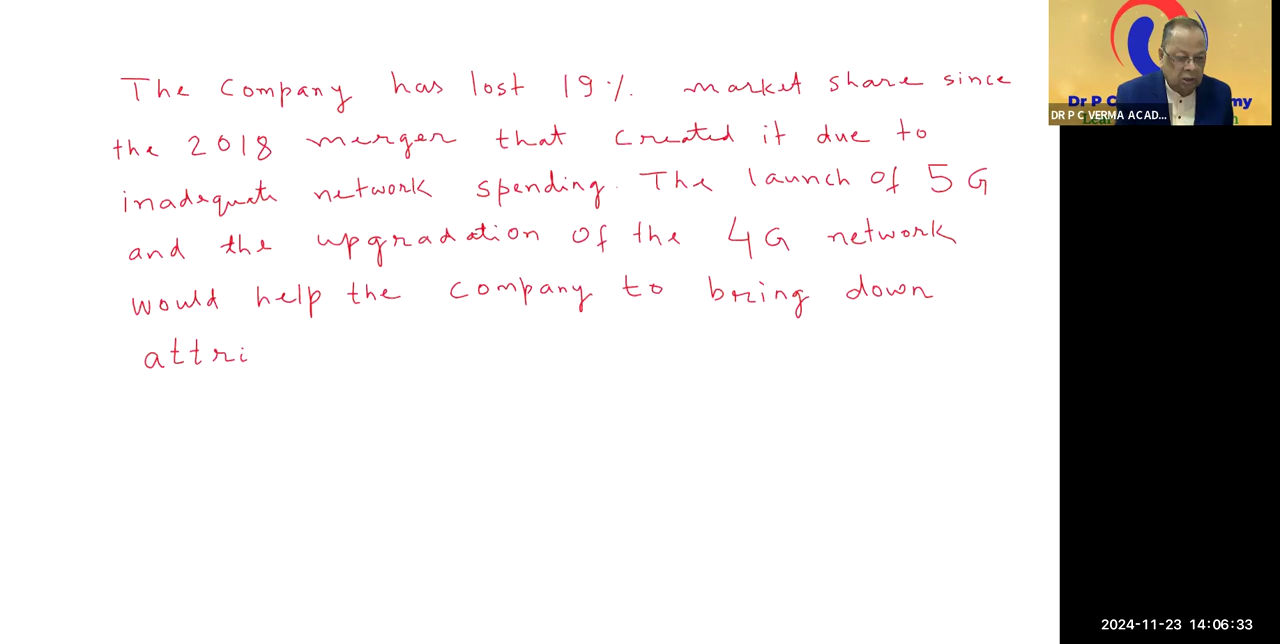 The Company has lost 19% market share since
the 2018 merger that created it due to
inadequate network spending. The launch of 5G
and the upgradation of the 4G network
would help the company to bring down
attri
Dr P C
my
DR P C VERMA ACAD...
2024-11-23 14:06:33